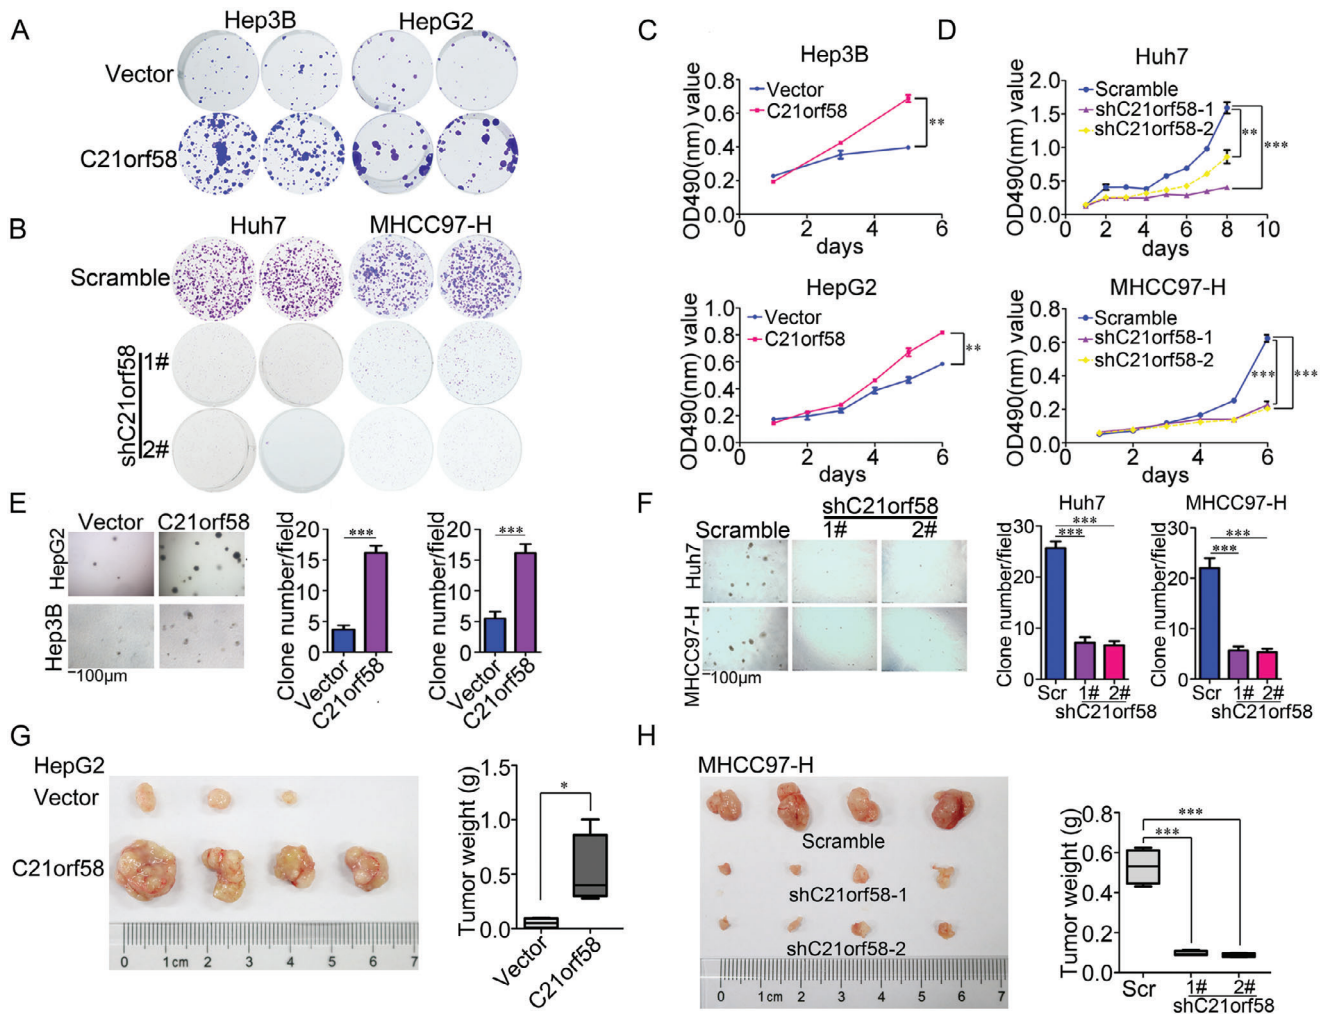 A
Hep3B HepG2
Vector
C21orf58
B
Huh7 MHCC97-H
Scramble
shC21orf58
1#
2#
C
Hep3B
OD490(nm) value
0.8
0.6
0.4
0.2
0.0
Vector
C21orf58
**
0 2 4 6
days
HepG2
OD490(nm) value
1.0
0.8
0.6
0.4
0.2
0.0
Vector
C21orf58
**
0 2 4 6
days
D
Huh7
OD490(nm) value
2.0
1.5
1.0
0.5
0.0
Scramble
shC21orf58-1
shC21orf58-2
**
***
0 2 4 6 8 10
days
MHCC97-H
OD490(nm) value
0.8
0.6
0.4
0.2
0.0
Scramble
shC21orf58-1
shC21orf58-2
***
***
0 2 4 6
days
E
Vector C21orf58
HepG2
Hep3B
100μm
Clone number/field
20
15
10
5
0
***
Vector
C21orf58
Clone number/field
20
15
10
5
0
***
Vector
C21orf58
F
shC21orf58
Scramble 1# 2#
Huh7
MHCC97-H
100μm
Huh7
Clone number/field
30
20
10
0
***
***
Scr 1# 2#
shC21orf58
MHCC97-H
Clone number/field
30
20
10
0
***
***
Scr 1# 2#
shC21orf58
G
HepG2
Vector
C21orf58
0 1cm 2 3 4 5 6 7
Tumor weight (g)
1.5
1.0
0.5
0.0
*
Vector
C21orf58
H
MHCC97-H
Scramble
shC21orf58-1
shC21orf58-2
0 1cm 2 3 4 5 6 7
Tumor weight (g)
0.8
0.6
0.4
0.2
0.0
***
***
Scr 1# 2#
shC21orf58